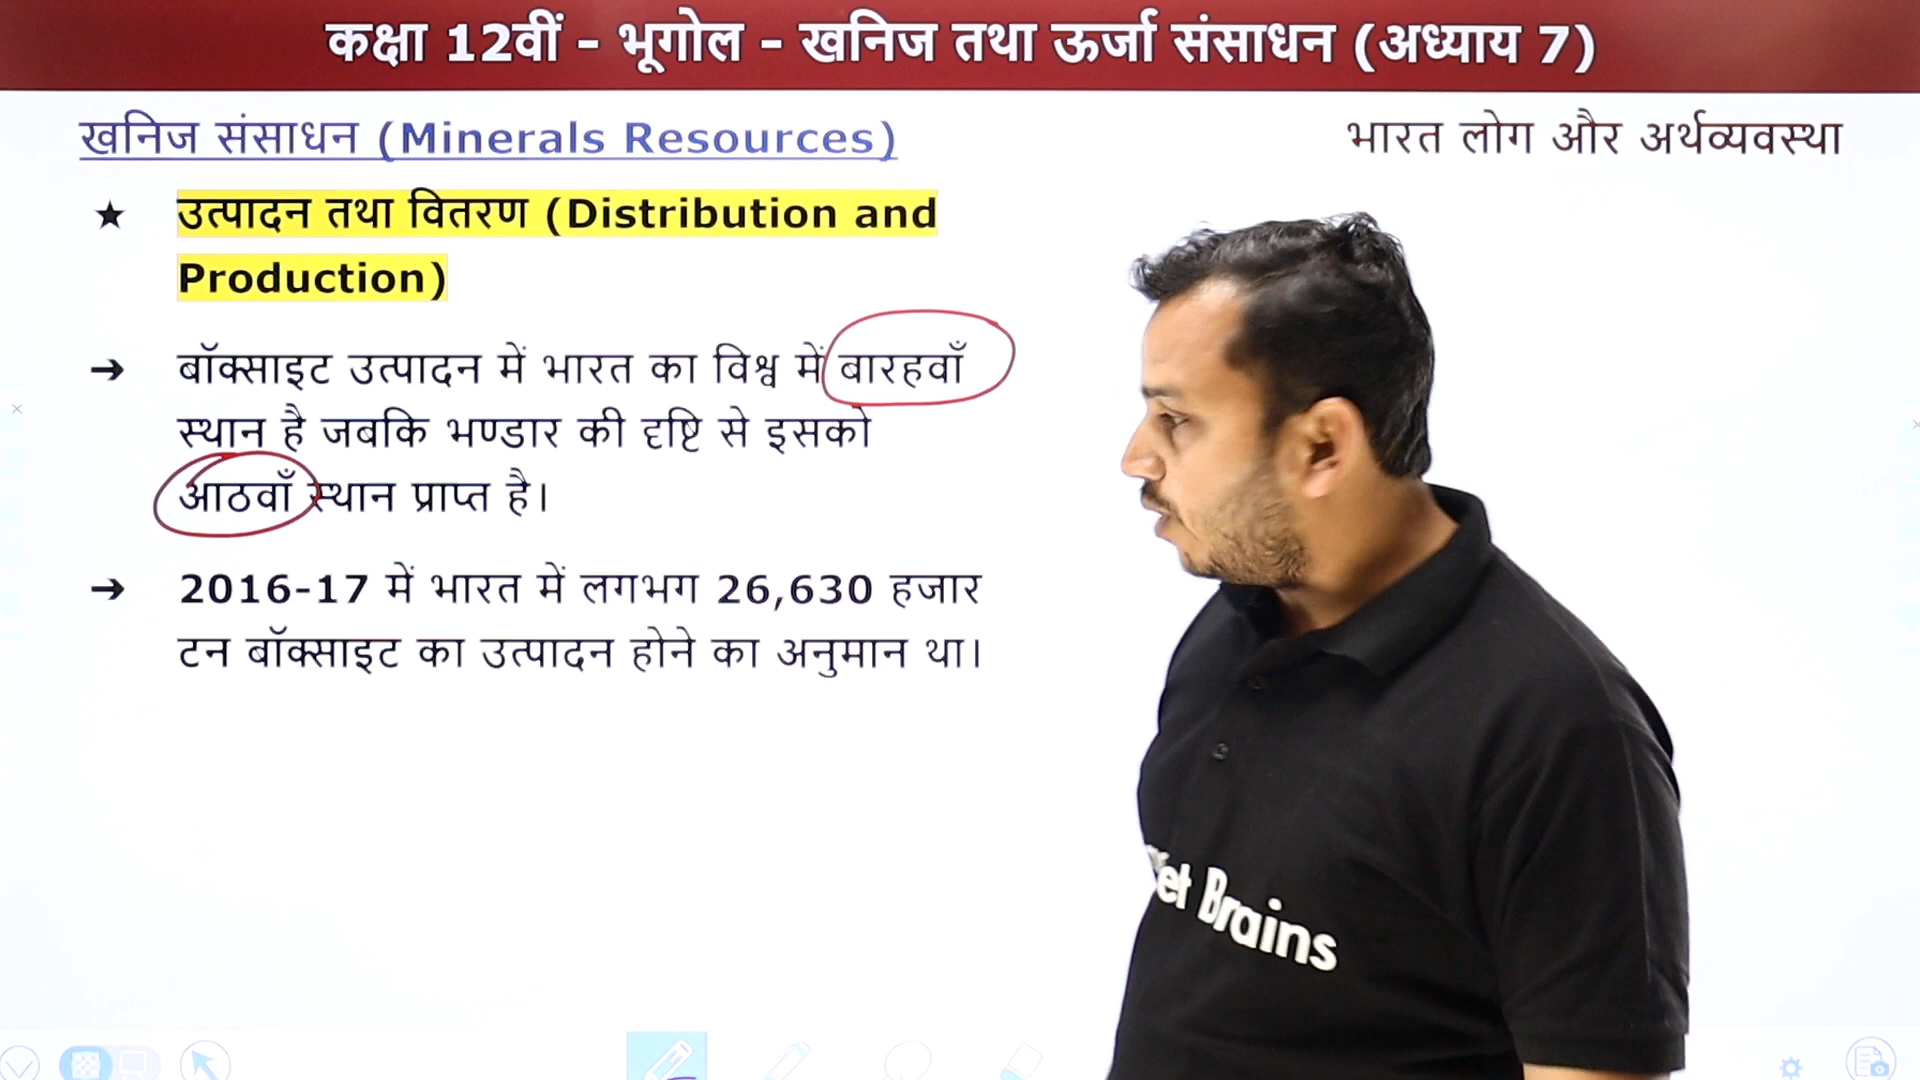 कक्षा 12वीं - भूगोल - खनिज तथा ऊर्जा संसाधन (अध्याय 7)
खनिज संसाधन (Minerals Resources)
भारत लोग और अर्थव्यवस्था
★ उत्पादन तथा वितरण (Distribution and
Production)
➔ बॉक्साइट उत्पादन में भारत का विश्व में बारहवाँ
स्थान है जबकि भण्डार की दृष्टि से इसको
आठवाँ स्थान प्राप्त है।
➔ 2016-17 में भारत में लगभग 26,630 हजार
टन बॉक्साइट का उत्पादन होने का अनुमान था।
Brains